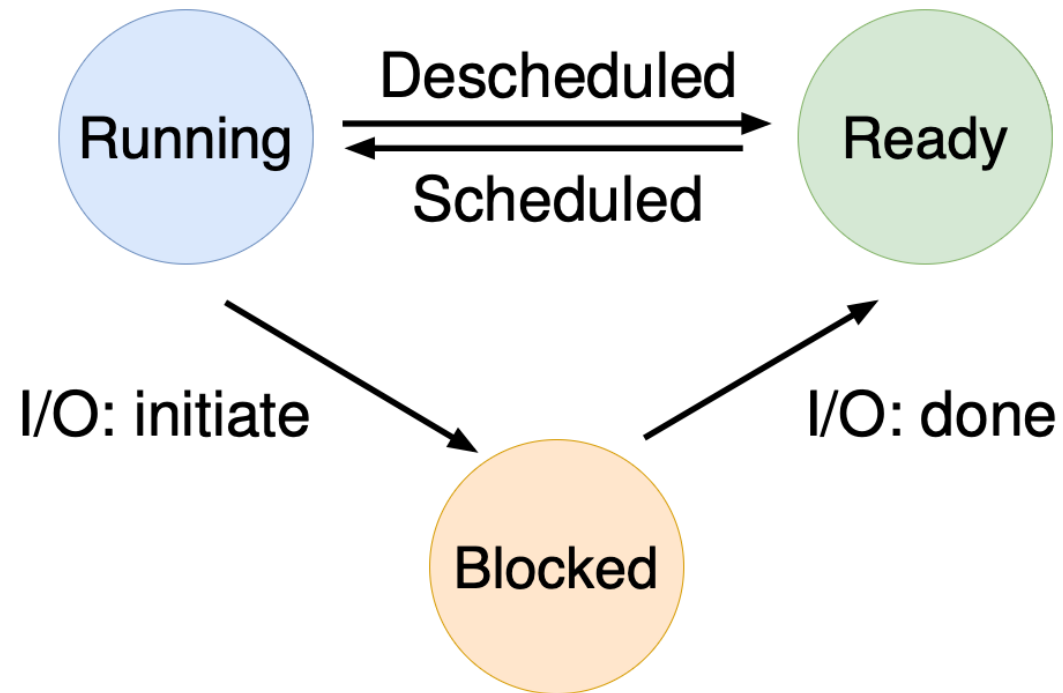 Descheduled
Running
Ready
Scheduled
I/O: initiate
I/O: done
Blocked